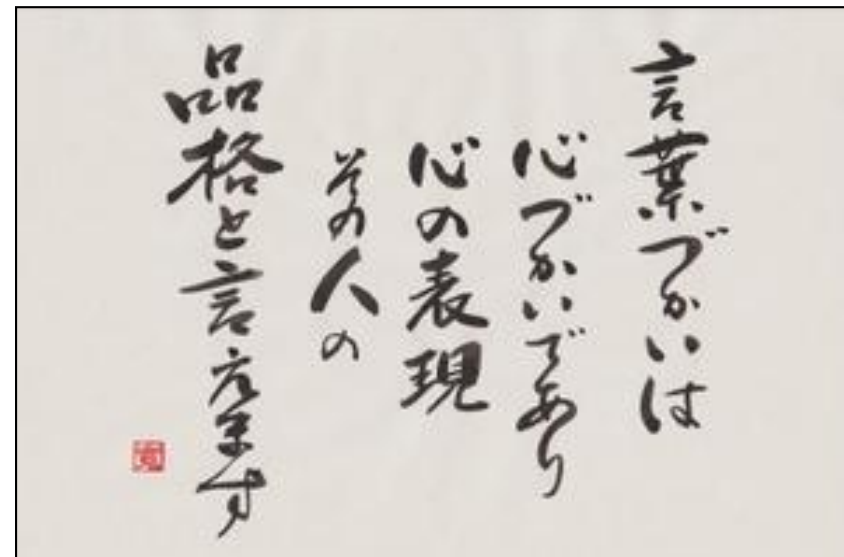 言葉づかいは
心づかいであり
心の表現
その人の
品格と言えます